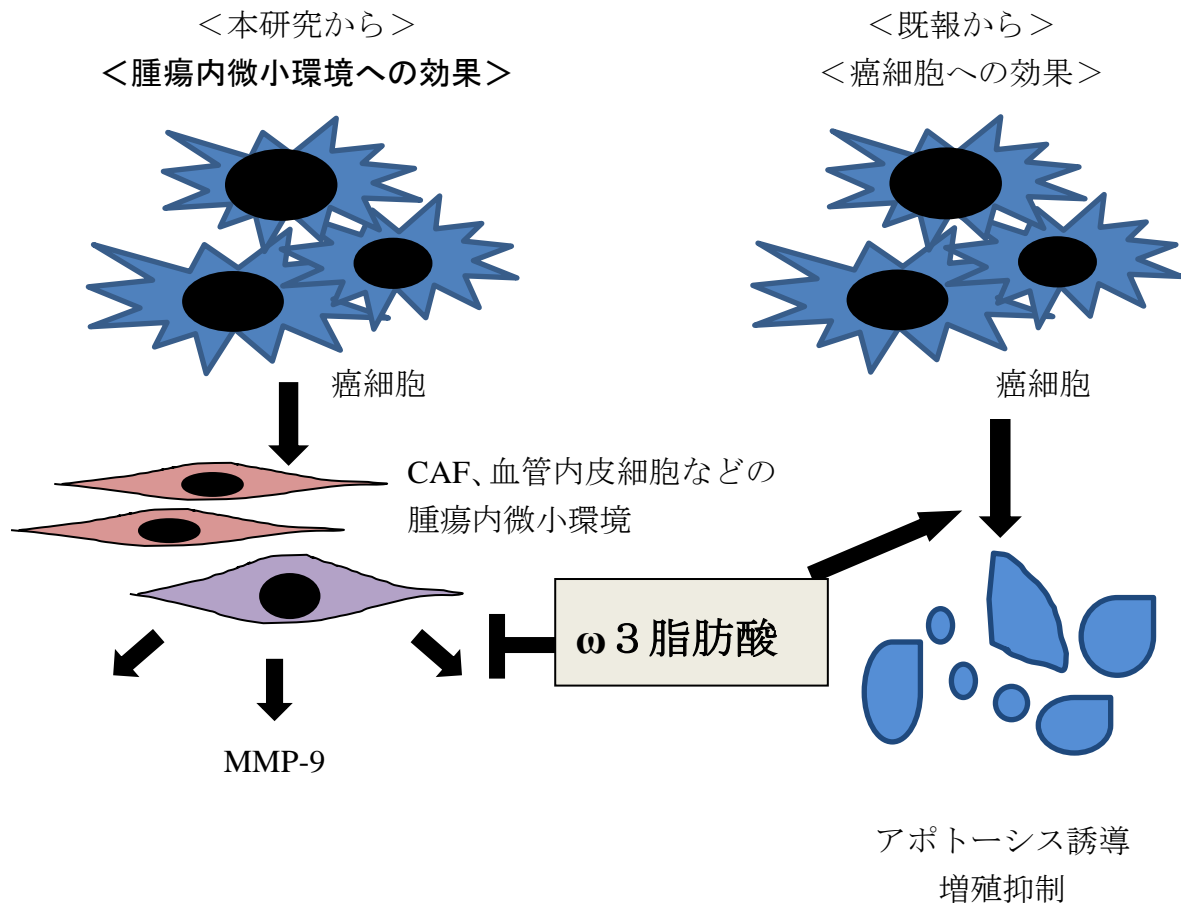 ＜本研究から＞
＜腫瘍内微小環境への効果＞
癌細胞
CAF、血管内皮細胞などの
腫瘍内微小環境
MMP-9
ω３脂肪酸
＜既報から＞
＜癌細胞への効果＞
癌細胞
アポトーシス誘導
増殖抑制